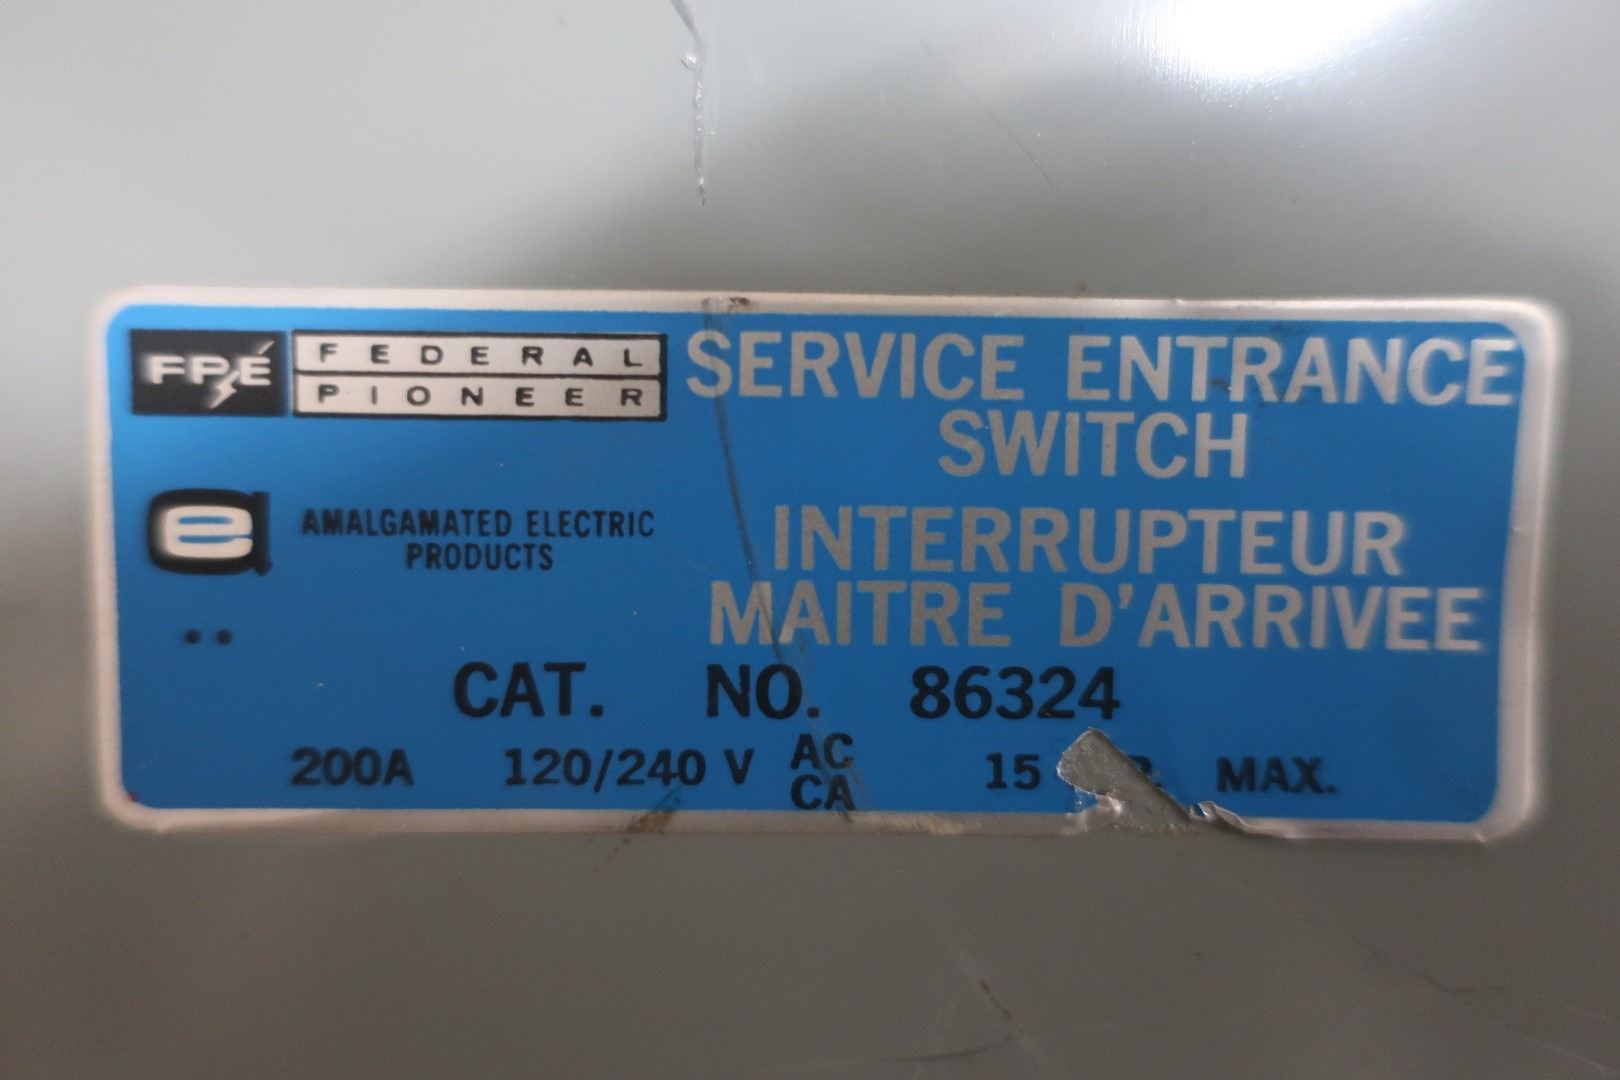 FPÉ
FEDERAL
PIONEER
SERVICE ENTRANCE
SWITCH
ae
AMALGAMATED ELECTRIC
PRODUCTS
INTERRUPTEUR
MAITRE D'ARRIVEE
CAT. NO. 86324
200A 120/240 V AC
CA
15 MAX.